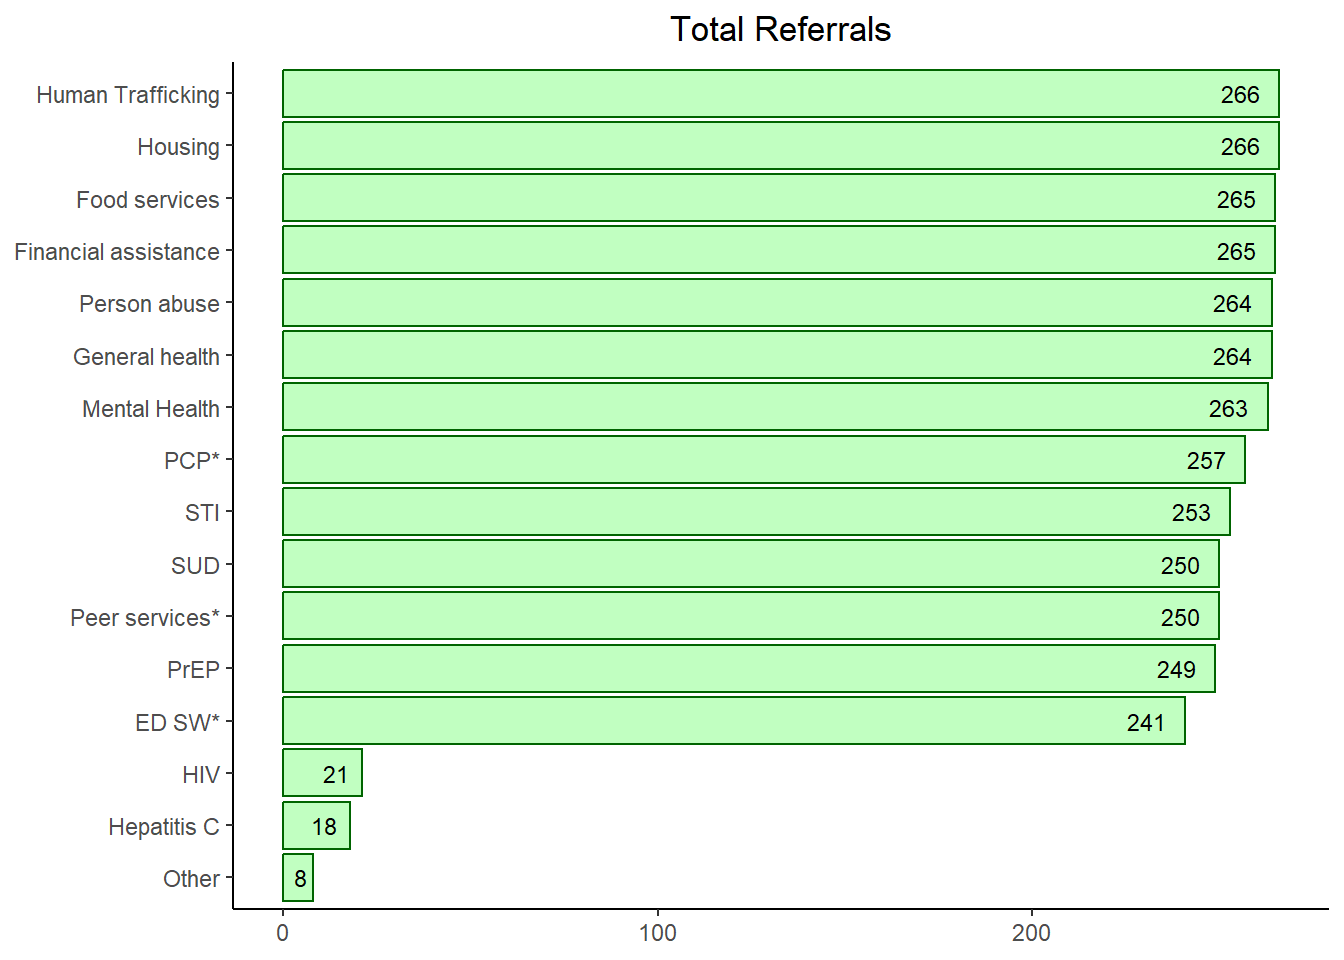 Total Referrals
Human Trafficking 266
Housing 266
Food services 265
Financial assistance 265
Person abuse 264
General health 264
Mental Health 263
PCP* 257
STI 253
SUD 250
Peer services* 250
PrEP 249
ED SW* 241
HIV 21
Hepatitis C 18
Other 8
0 100 200